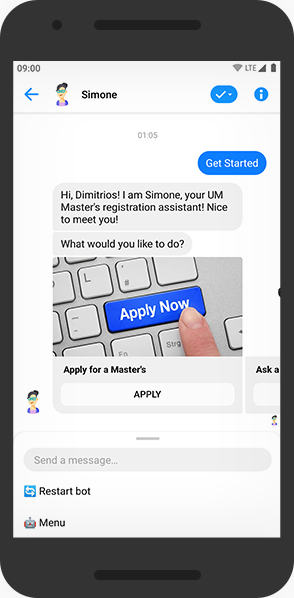 09:00
LTE
Simone
01:05
Get Started
Hi, Dimitrios! I am Simone, your UM
Master's registration assistant! Nice
to meet you!
What would you like to do?
Apply Now
En
Strg
Apply for a Master's
Ask a
APPLY
Send a message…
Restart bot
Menu